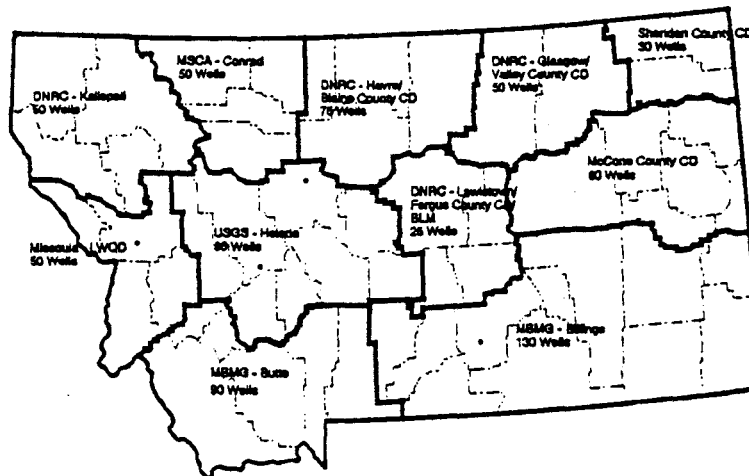 MSCA - Conrad
50 Wells
DNRC - Kalispell
50 Wells
DNRC - Havre/
Blaine County CD
75 Wells
DNRC - Glasgow/
Valley County CD
50 Wells
Sheridan County CD
30 Wells
McCone County CD
60 Wells
DNRC - Lewistown/
Fergus County CD/
BLM
25 Wells
Missoula - LWQD
50 Wells
USGS - Helena
Wells
MBMG - Billings
130 Wells
MBMG - Butte
Wells